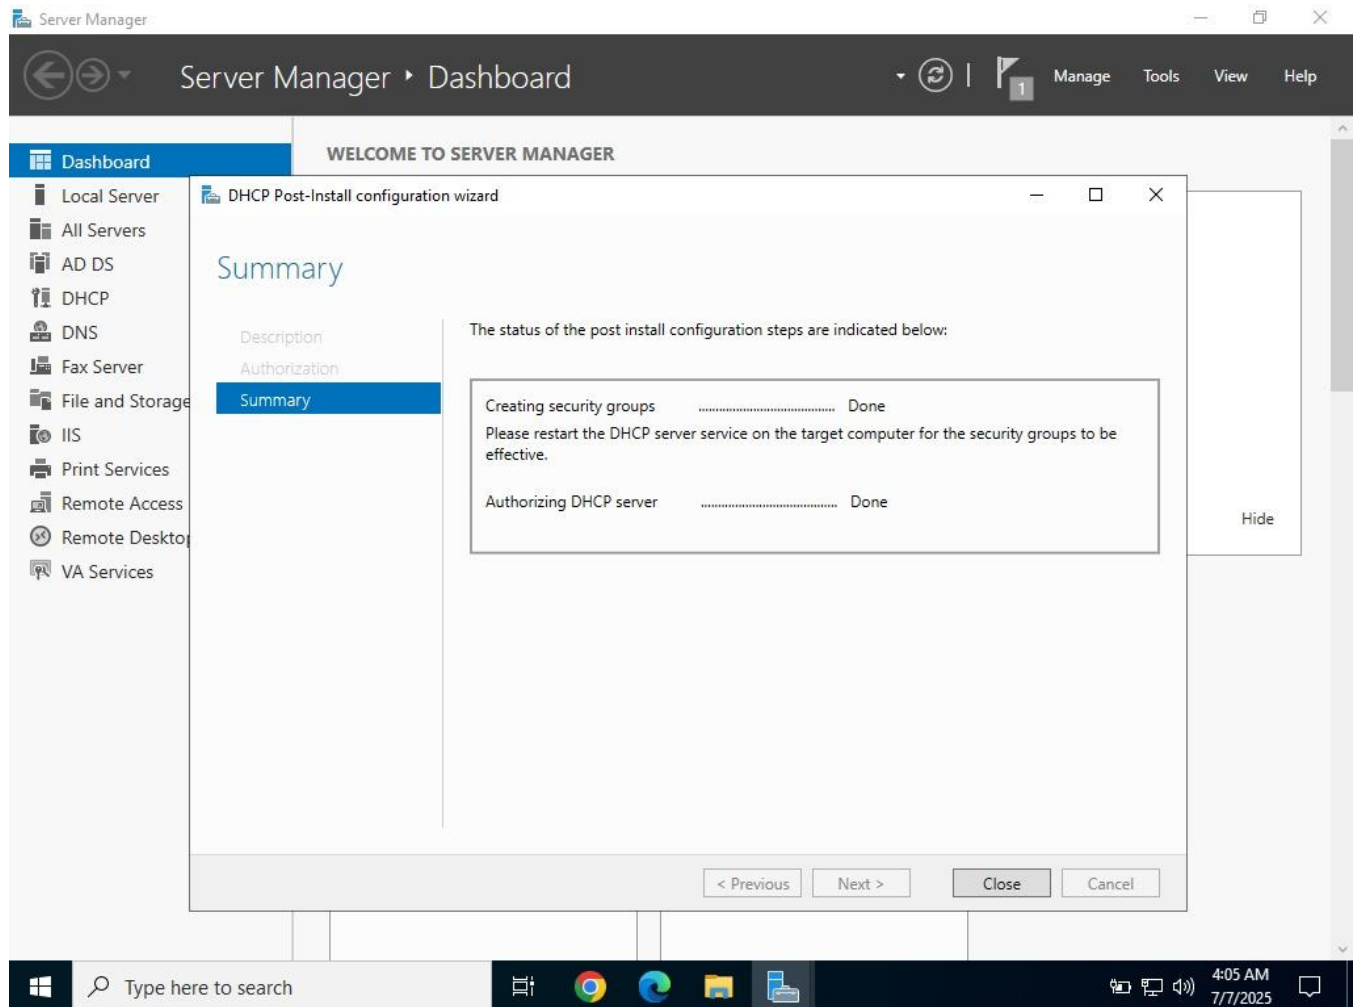 Server Manager
Server Manager
Dashboard
1
Manage
Tools
View
Help
Dashboard
Local Server
All Servers
AD DS
DHCP
DNS
Fax Server
File and Storage
IIS
Print Services
Remote Access
Remote Desktop
VA Services
WELCOME TO SERVER MANAGER
DHCP Post-Install configuration wizard
Summary
Description
Authorization
Summary
The status of the post install configuration steps are indicated below:
Creating security groups ........................................ Done
Please restart the DHCP server service on the target computer for the security groups to be
effective.
Authorizing DHCP server ........................................ Done
Hide
< Previous
Next >
Close
Cancel
Type here to search
4:05 AM
7/7/2025